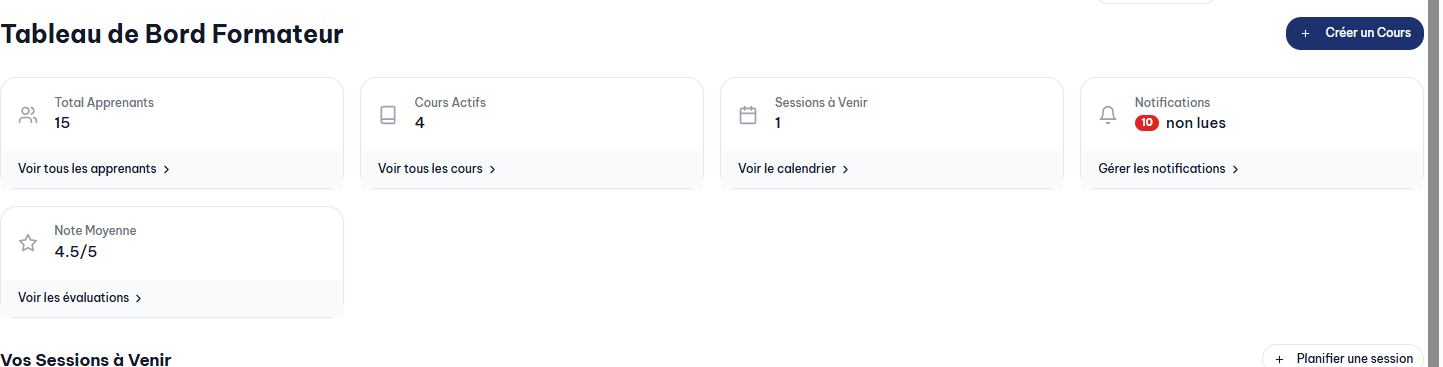 Tableau de Bord Formateur
+ Créer un Cours
Total Apprenants
15
Voir tous les apprenants >
Cours Actifs
4
Voir tous les cours >
Sessions à Venir
1
Voir le calendrier >
Notifications
10 non lues
Gérer les notifications >
Note Moyenne
4.5/5
Voir les évaluations >
Vos Sessions à Venir
+ Planifier une session